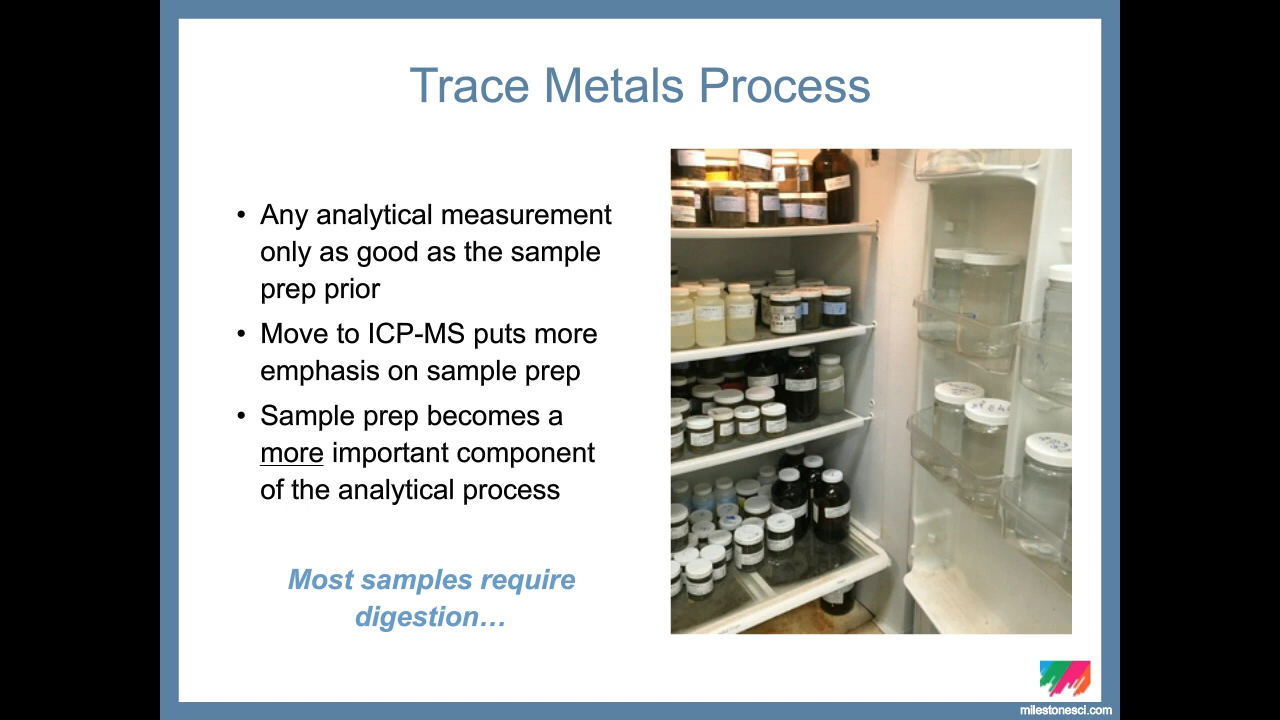 Trace Metals Process
• Any analytical measurement
only as good as the sample
prep prior
• Move to ICP-MS puts more
emphasis on sample prep
• Sample prep becomes a
more important component
of the analytical process
Most samples require
digestion…
milestonesci.com